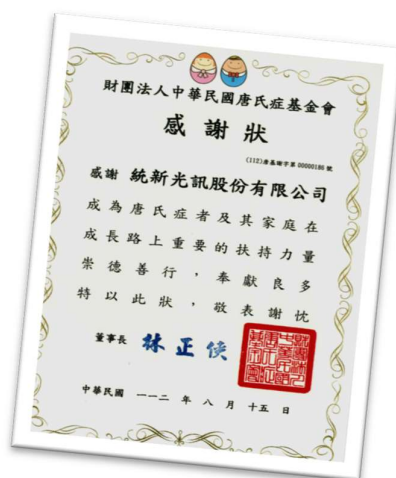 財團法人中華民國唐氏症基金會
感謝狀
(112)唐基謝字第00000186號
感謝 統新光訊股份有限公司
成為唐氏症者及其家庭在
成長路上重要的扶持力量
崇德善行，奉獻良多
特以此狀，敬表謝忱
董事長 林正俠
中華民國 一一二 年 八 月 十五 日